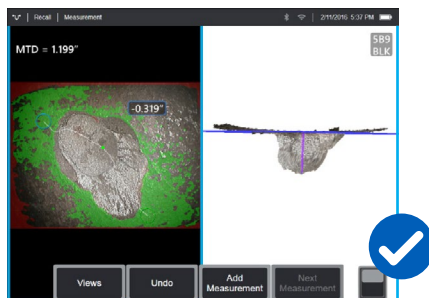 Recall | Measurement
2/11/2016 5:37 PM
MTD = 1.199"
589
BLK
-0.319"
Views
Undo
Add
Measurement
Next
Measurement